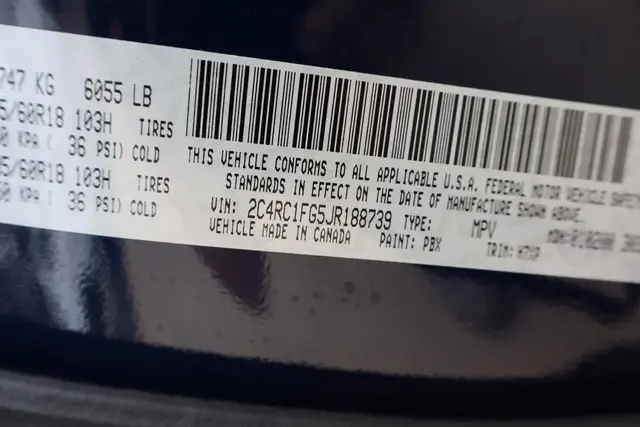 747 KG 6055 LB
5/60R18 103H TIRES
0 KPA ( 36 PSI) COLD
5/60R18 103H TIRES
60 KPA ( 36 PSI) COLD
THIS VEHICLE CONFORMS TO ALL APPLICABLE U.S.A. FEDERAL MOTOR VEHICLE SAFETY
STANDARDS IN EFFECT ON THE DATE OF MANUFACTURE SHOWN ABOVE.
VIN: 2C4RC1FG5JR188739 TYPE: MPV
VEHICLE MADE IN CANADA PAINT: PBX TRIM: